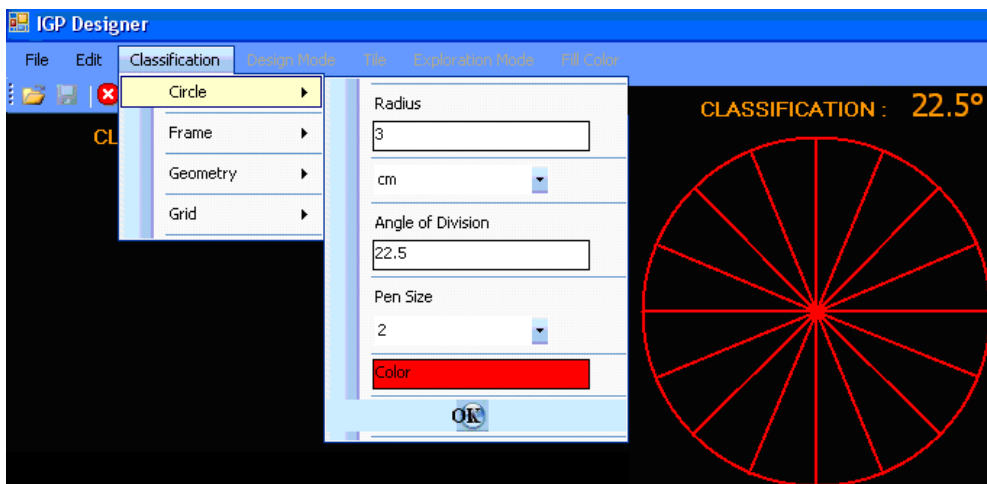 IGP Designer
File Edit Classification Design Mode Tile Exploration Mode Fill Color
CL
Circle
Frame
Geometry
Grid
Radius
3
cm
Angle of Division
22.5
Pen Size
2
Color
OK
CLASSIFICATION : 22.5°